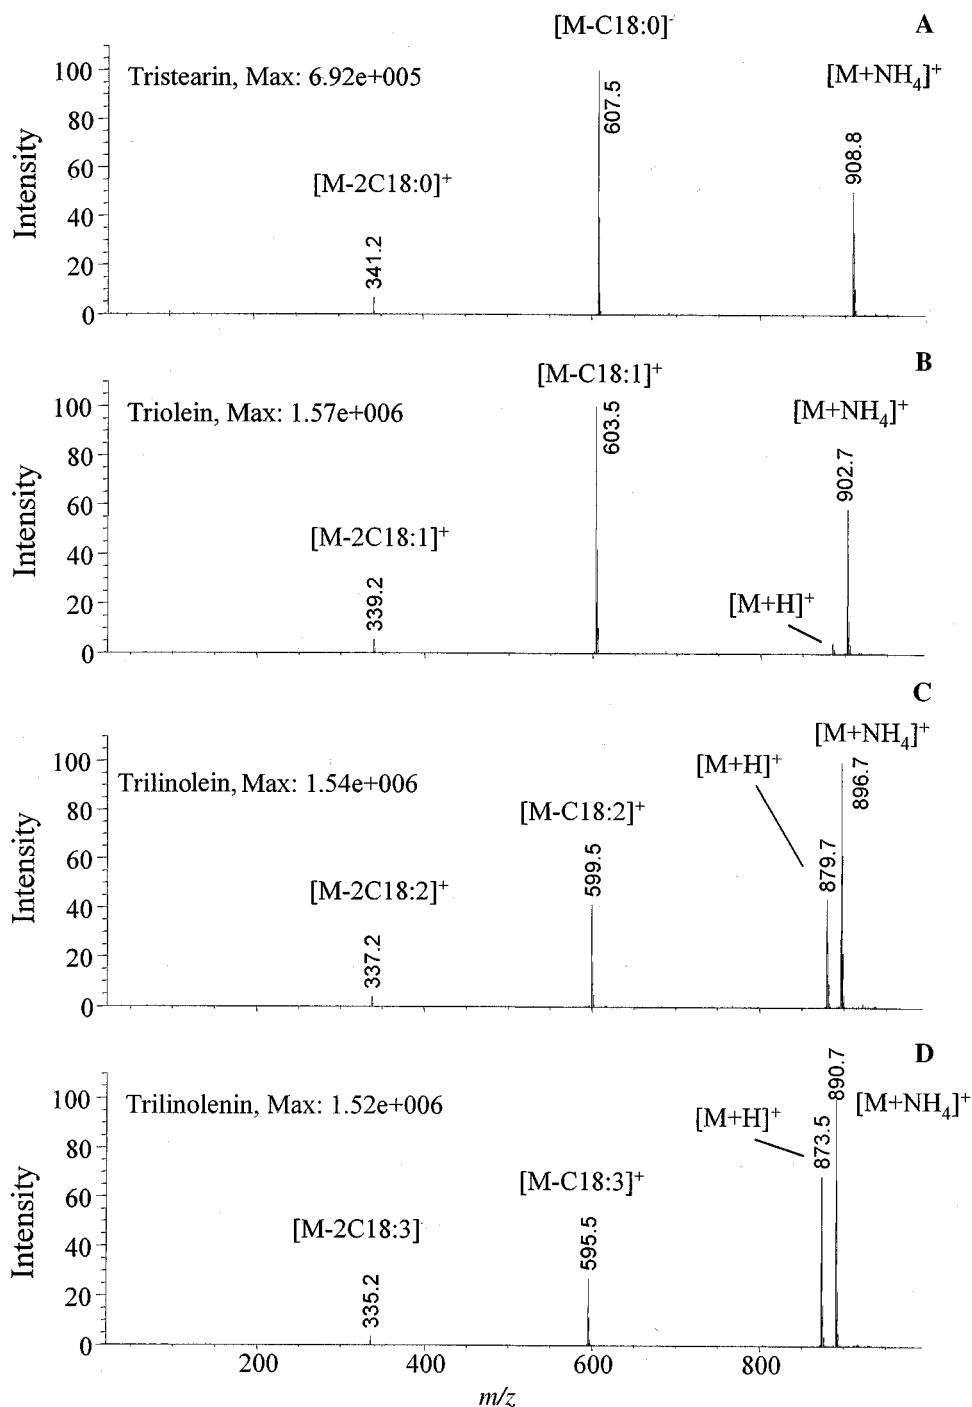 [M-C18:0]⁻
A
Tristearin, Max: 6.92e+005
[M+NH₄]⁺
607.5
908.8
[M-2C18:0]⁺
341.2
Intensity
100
80
60
40
20
0
[M-C18:1]⁺
B
Triolein, Max: 1.57e+006
[M+NH₄]⁺
603.5
902.7
[M-2C18:1]⁺
[M+H]⁺
339.2
Intensity
100
80
60
40
20
0
C
[M+NH₄]⁺
[M+H]⁺
Trilinolein, Max: 1.54e+006
896.7
[M-C18:2]⁺
879.7
599.5
[M-2C18:2]⁺
337.2
Intensity
100
80
60
40
20
0
D
890.7
Trilinolenin, Max: 1.52e+006
[M+H]⁺
[M+NH₄]⁺
873.5
[M-C18:3]⁺
[M-2C18:3]
595.5
335.2
Intensity
100
80
60
40
20
0
200
400
600
800
m/z